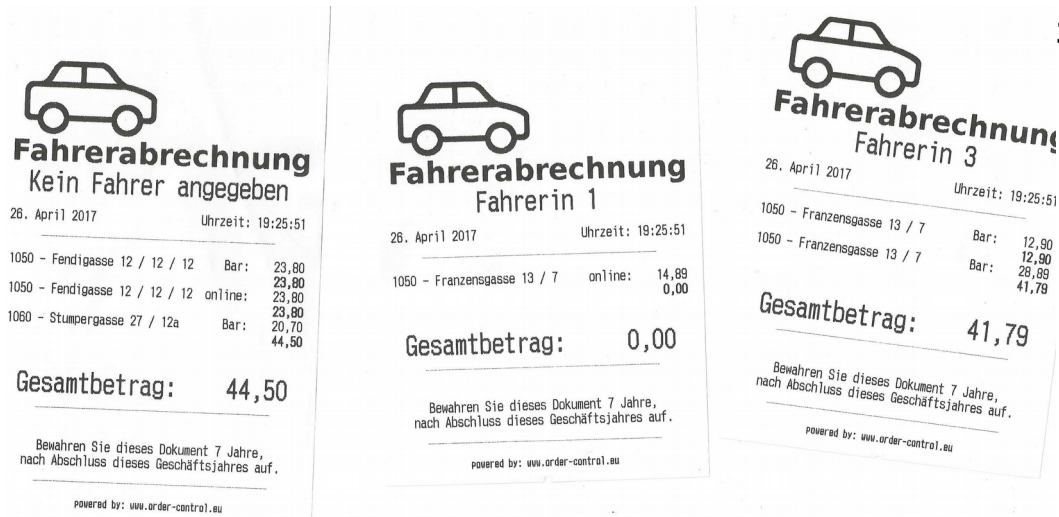 Fahrerabrechnung
Kein Fahrer angegeben
26. April 2017 Uhrzeit: 19:25:51
1050 - Fendigasse 12 / 12 / 12 Bar: 23,80
23,80
1050 - Fendigasse 12 / 12 / 12 online: 23,80
23,80
1060 - Stumpergasse 27 / 12a Bar: 20,70
44,50
Gesamtbetrag: 44,50
Bewahren Sie dieses Dokument 7 Jahre,
nach Abschluss dieses Geschäftsjahres auf.
powered by: www.order-control.eu
Fahrerabrechnung
Fahrerin 1
26. April 2017 Uhrzeit: 19:25:51
1050 - Franzensgasse 13 / 7 online: 14,89
0,00
Gesamtbetrag: 0,00
Bewahren Sie dieses Dokument 7 Jahre,
nach Abschluss dieses Geschäftsjahres auf.
powered by: www.order-control.eu
Fahrerabrechnung
Fahrerin 3
26. April 2017 Uhrzeit: 19:25:51
1050 - Franzensgasse 13 / 7 Bar: 12,90
12,90
1050 - Franzensgasse 13 / 7 Bar: 28,89
41,79
Gesamtbetrag: 41,79
Bewahren Sie dieses Dokument 7 Jahre,
nach Abschluss dieses Geschäftsjahres auf.
powered by: www.order-control.eu